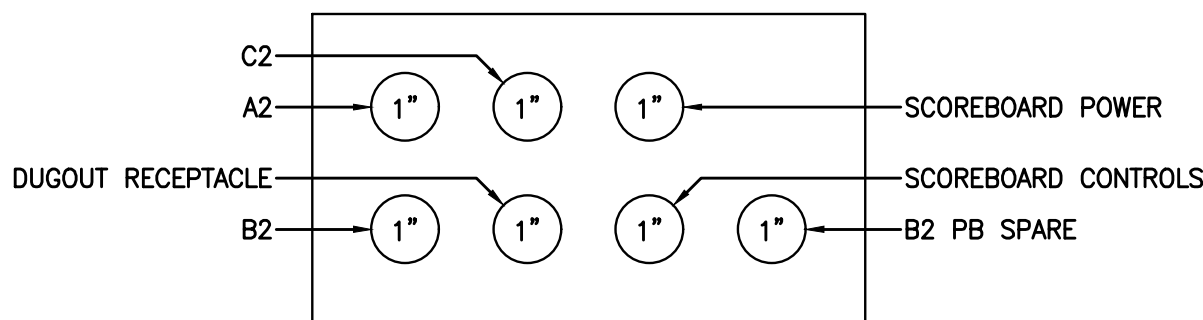 C2
A2 1” 1” 1” SCOREBOARD POWER
DUGOUT RECEPTACLE SCOREBOARD CONTROLS
B2 1” 1” 1” 1” B2 PB SPARE